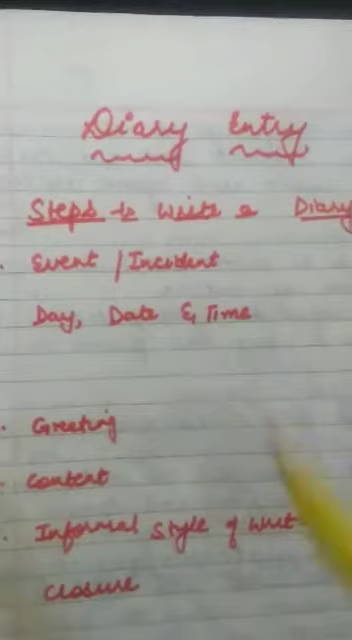 Diary Entry
Steps to Write a Diary
Event / Incident
Day, Date & Time
Greeting
Content
Informal Style of Writ
Closure